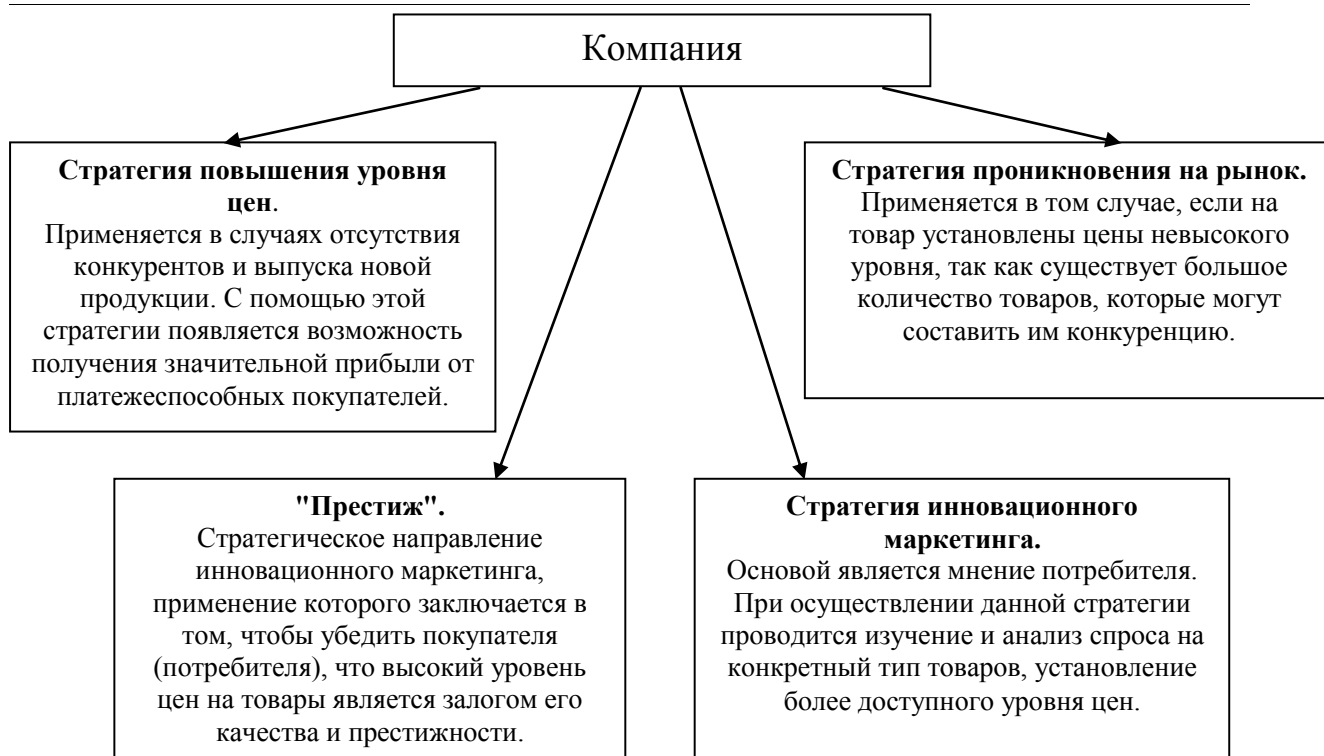 Компания
Стратегия повышения уровня
цен.
Применяется в случаях отсутствия
конкурентов и выпуска новой
продукции. С помощью этой
стратегии появляется возможность
получения значительной прибыли от
платежеспособных покупателей.
Стратегия проникновения на рынок.
Применяется в том случае, если на
товар установлены цены невысокого
уровня, так как существует большое
количество товаров, которые могут
составить им конкуренцию.
"Престиж".
Стратегическое направление
инновационного маркетинга,
применение которого заключается в
том, чтобы убедить покупателя
(потребителя), что высокий уровень
цен на товары является залогом его
качества и престижности.
Стратегия инновационного
маркетинга.
Основой является мнение потребителя.
При осуществлении данной стратегии
проводится изучение и анализ спроса на
конкретный тип товаров, установление
более доступного уровня цен.